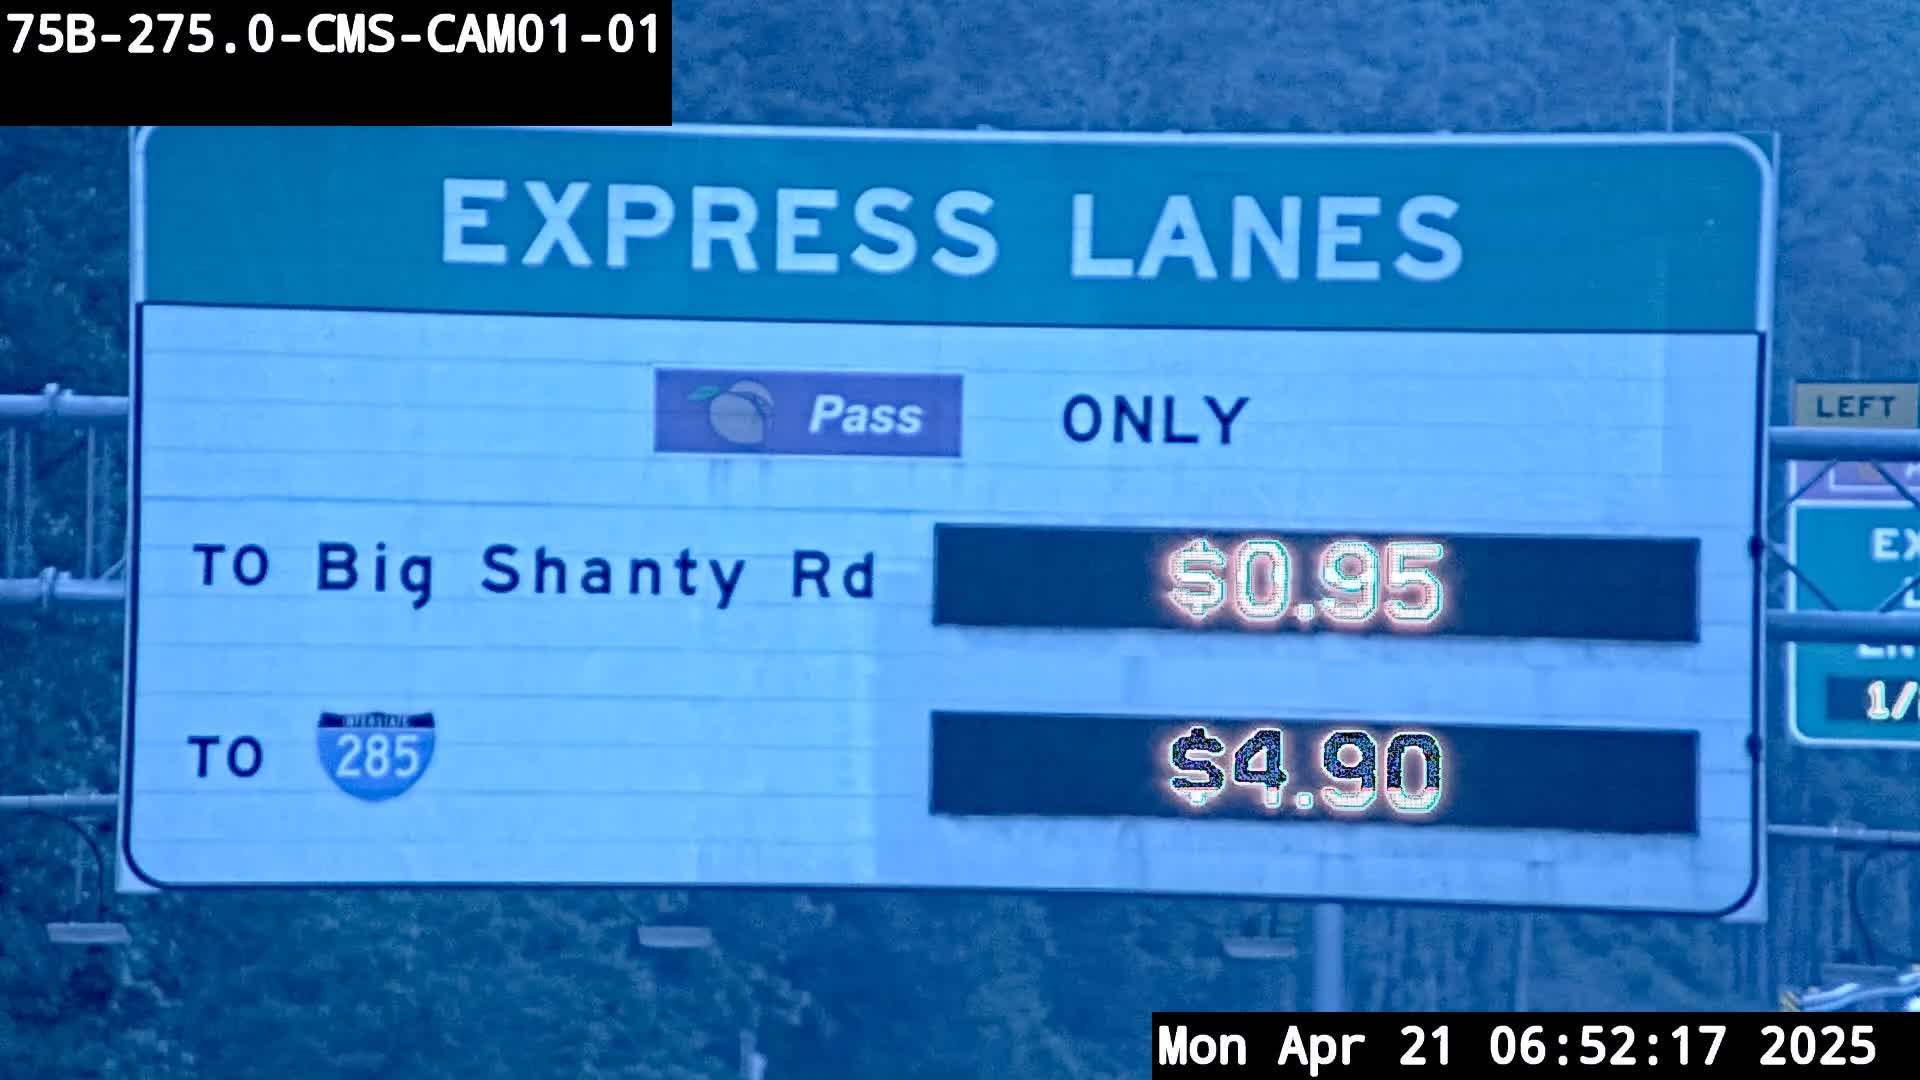 75B-275.0-CMS-CAM01-01
EXPRESS LANES
Pass ONLY
TO Big Shanty Rd $0.95
TO INTERSTATE 285 $4.90
LEFT
Mon Apr 21 06:52:17 2025